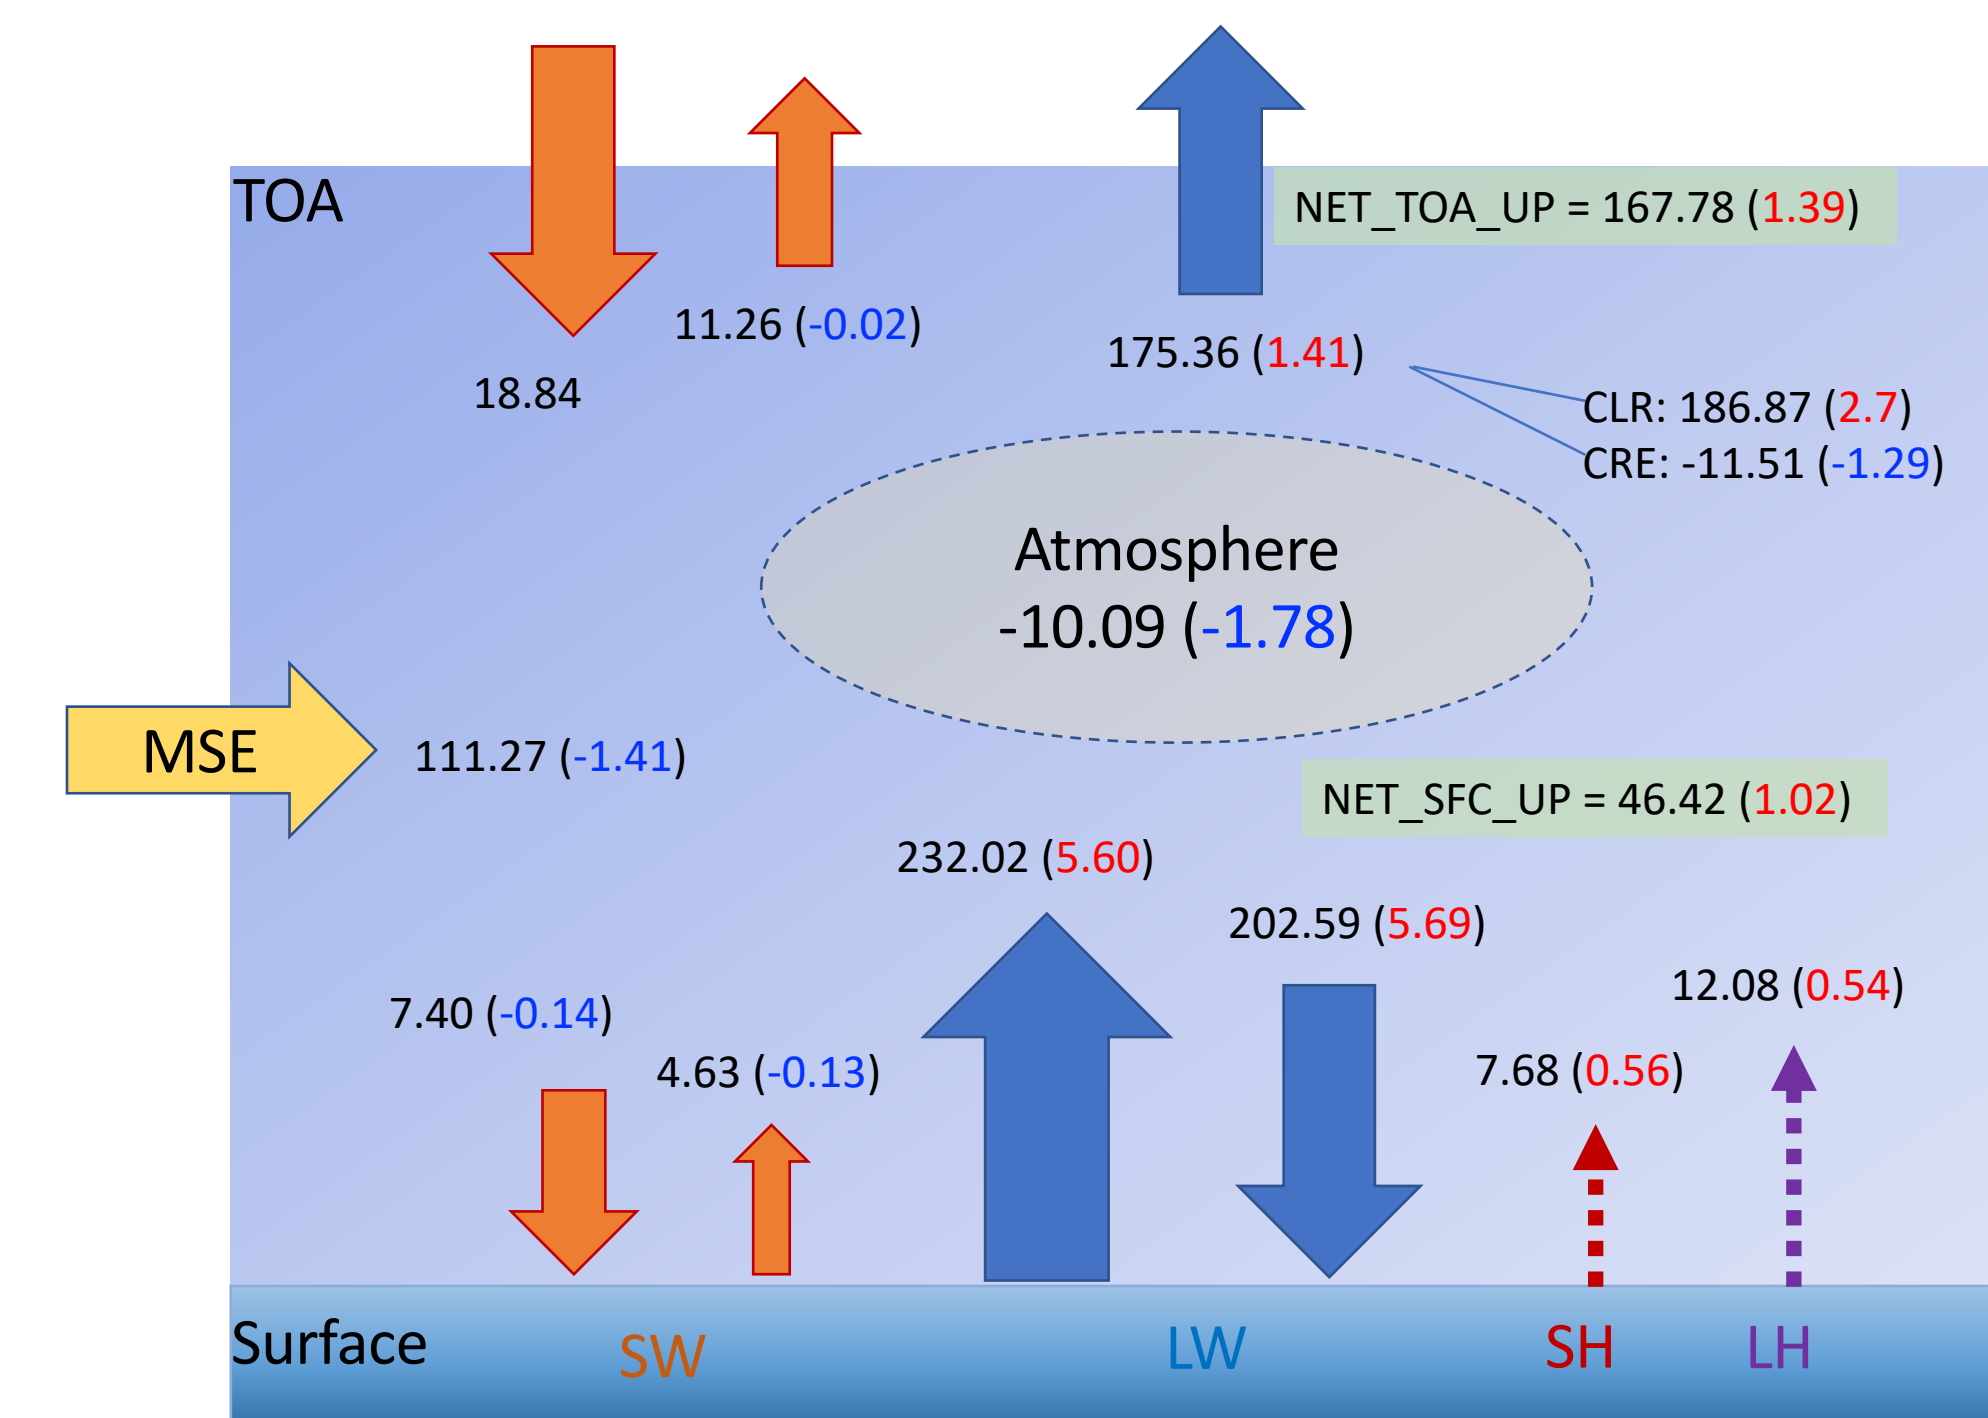 TOA
NET_TOA_UP = 167.78 (1.39)
11.26 (-0.02)
175.36 (1.41)
18.84
CLR: 186.87 (2.7)
CRE: -11.51 (-1.29)
Atmosphere
-10.09 (-1.78)
MSE
111.27 (-1.41)
NET_SFC_UP = 46.42 (1.02)
232.02 (5.60)
202.59 (5.69)
12.08 (0.54)
7.40 (-0.14)
4.63 (-0.13)
7.68 (0.56)
Surface
SW
LW
SH
LH